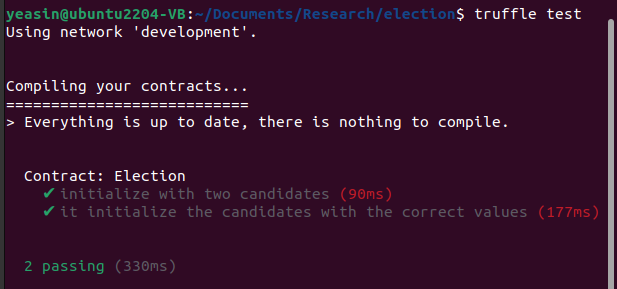 yeasin@ubuntu2204-VB:~/Documents/Research/election$ truffle test
Using network 'development'.
Compiling your contracts...
===========================
> Everything is up to date, there is nothing to compile.
Contract: Election
✔ initialize with two candidates (90ms)
✔ it initialize the candidates with the correct values (177ms)
2 passing (330ms)